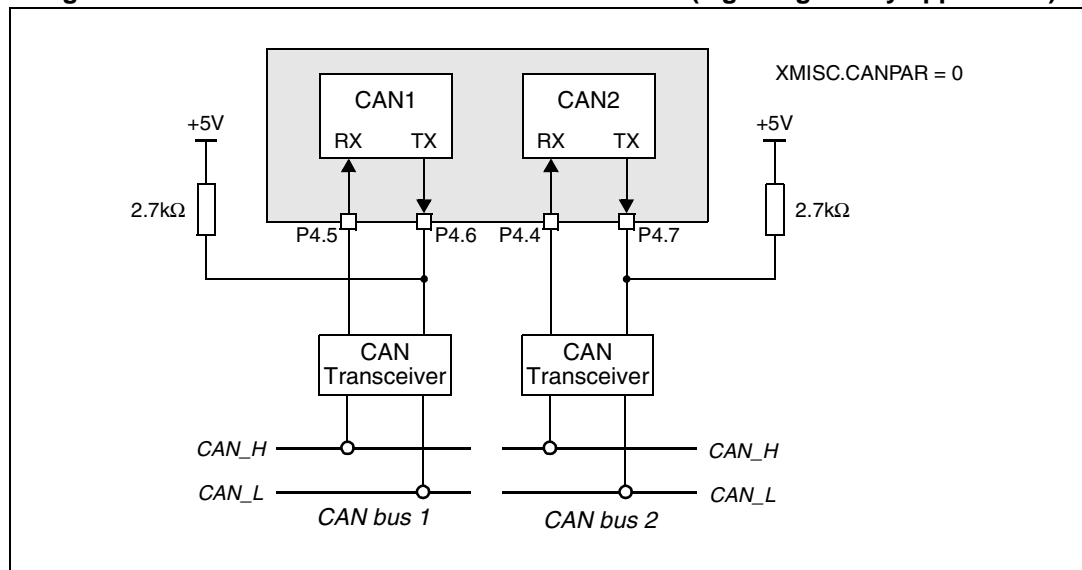 XMISC.CANPAR = 0
CAN1
CAN2
+5V
+5V
RX TX
RX TX
2.7kΩ
2.7kΩ
P4.5 P4.6 P4.4 P4.7
CAN
Transceiver
CAN
Transceiver
CAN_H
CAN_H
CAN_L
CAN_L
CAN bus 1
CAN bus 2